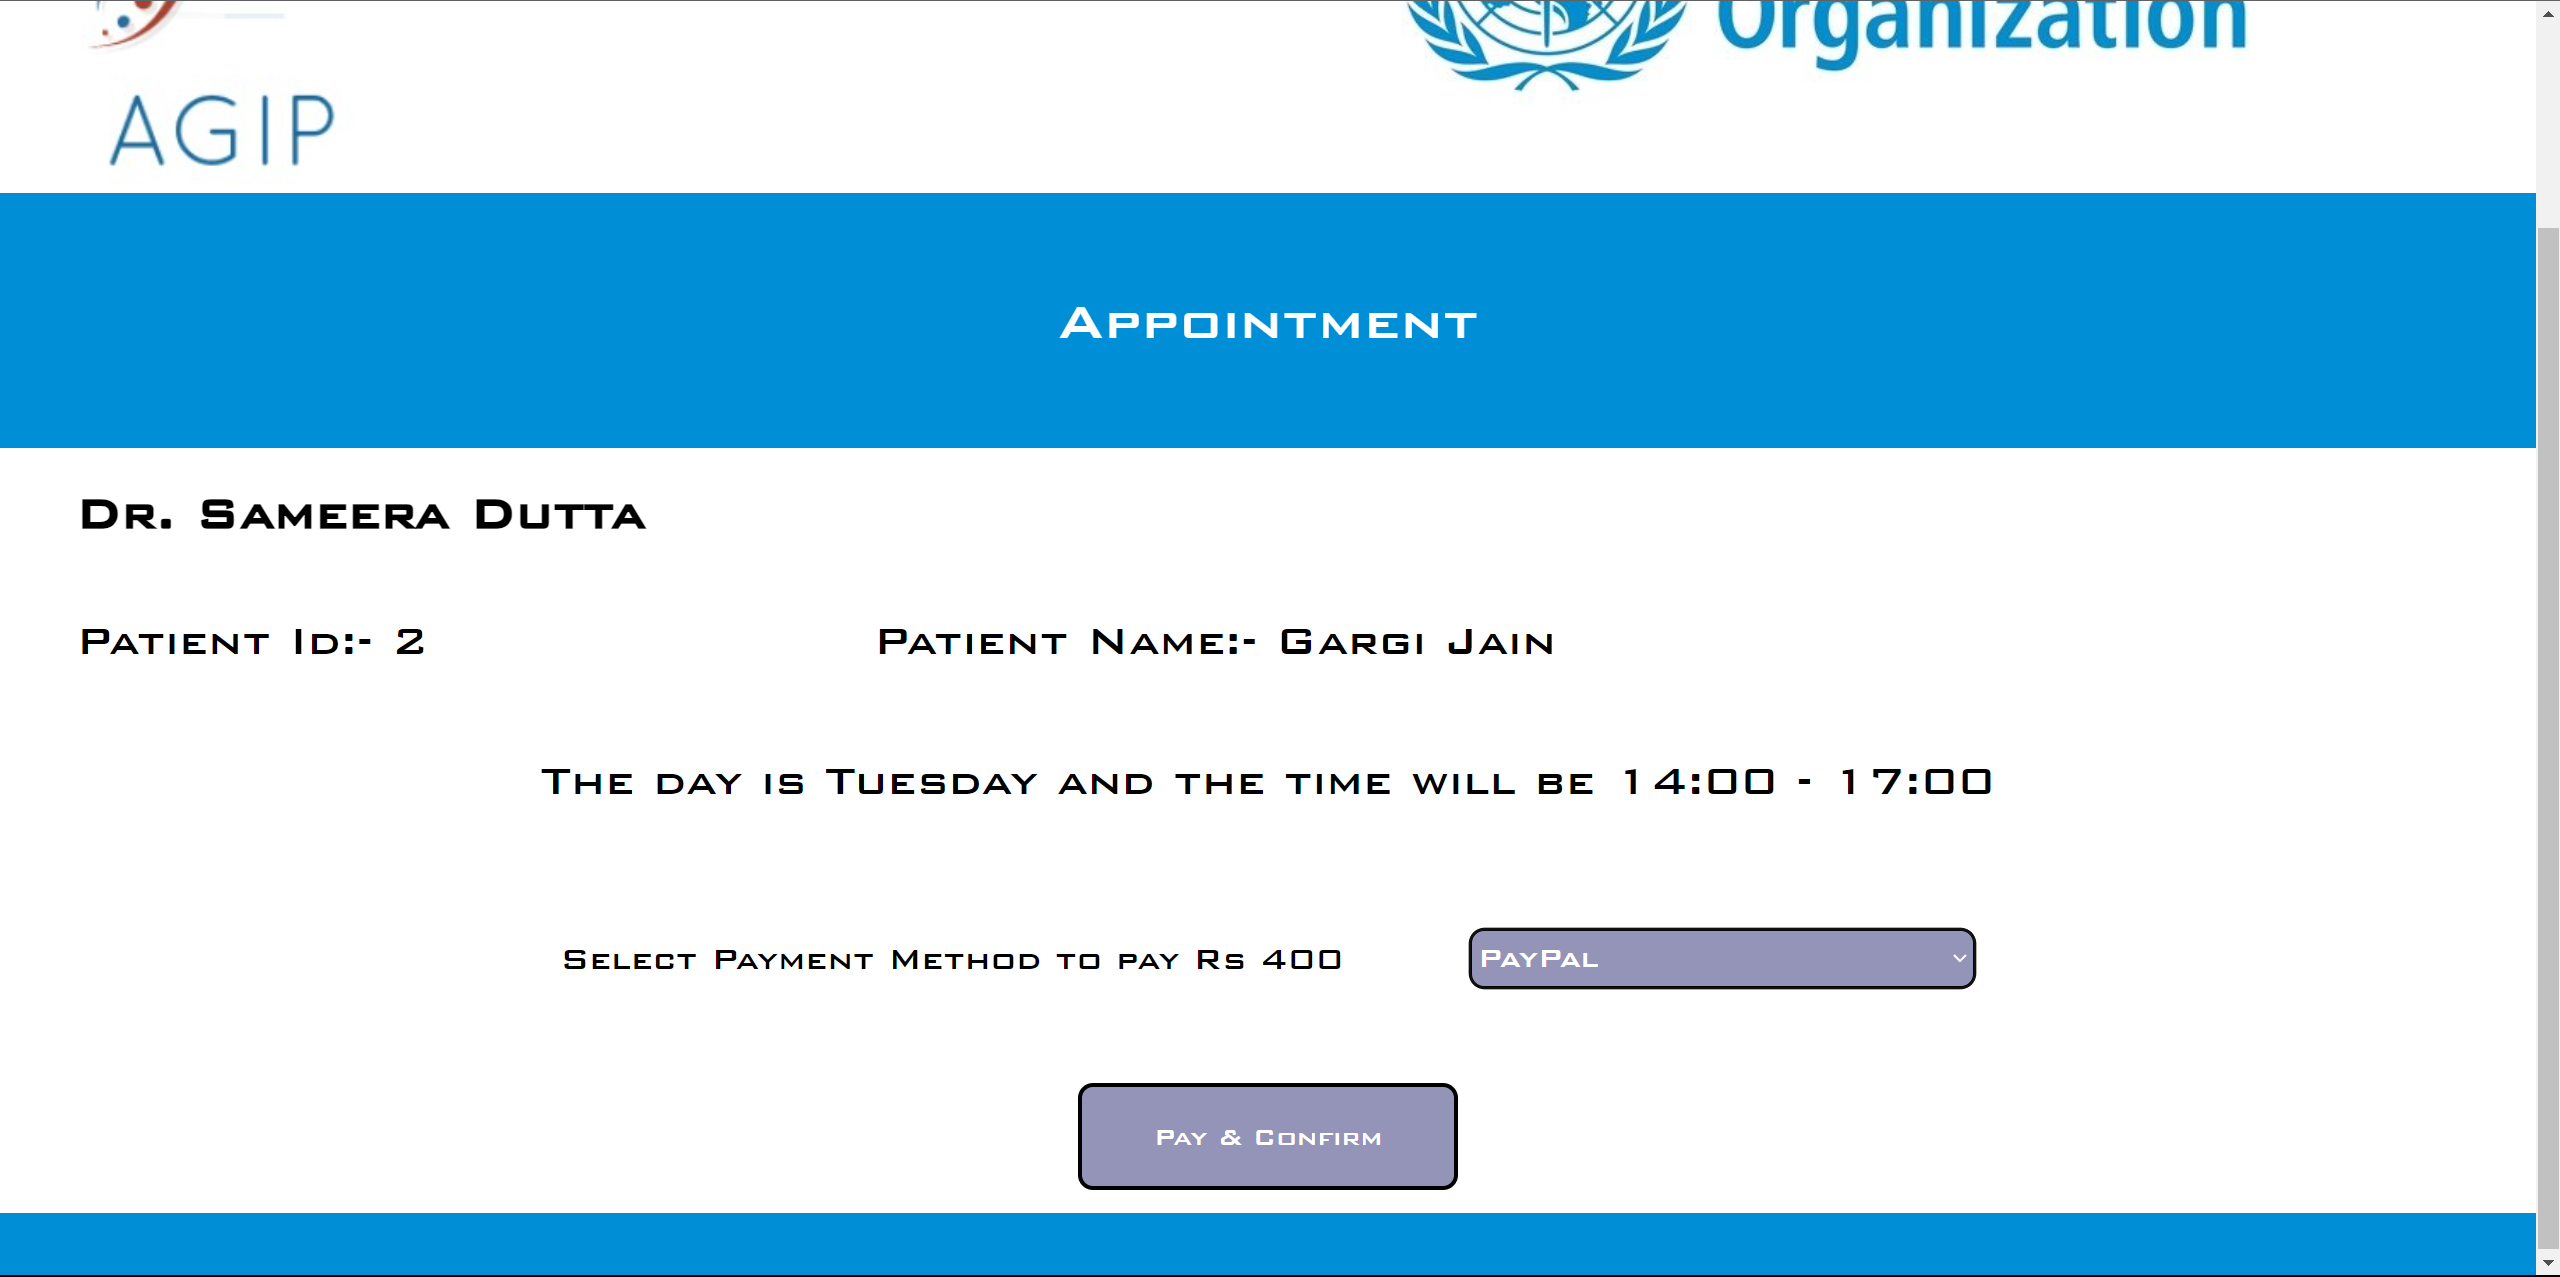 Organization
AGIP
Appointment
Dr. Sameera Dutta
Patient Id:- 2
Patient Name:- Gargi Jain
The day is Tuesday and the time will be 14:00 - 17:00
Select Payment Method to pay Rs 400
PayPal
Pay & Confirm